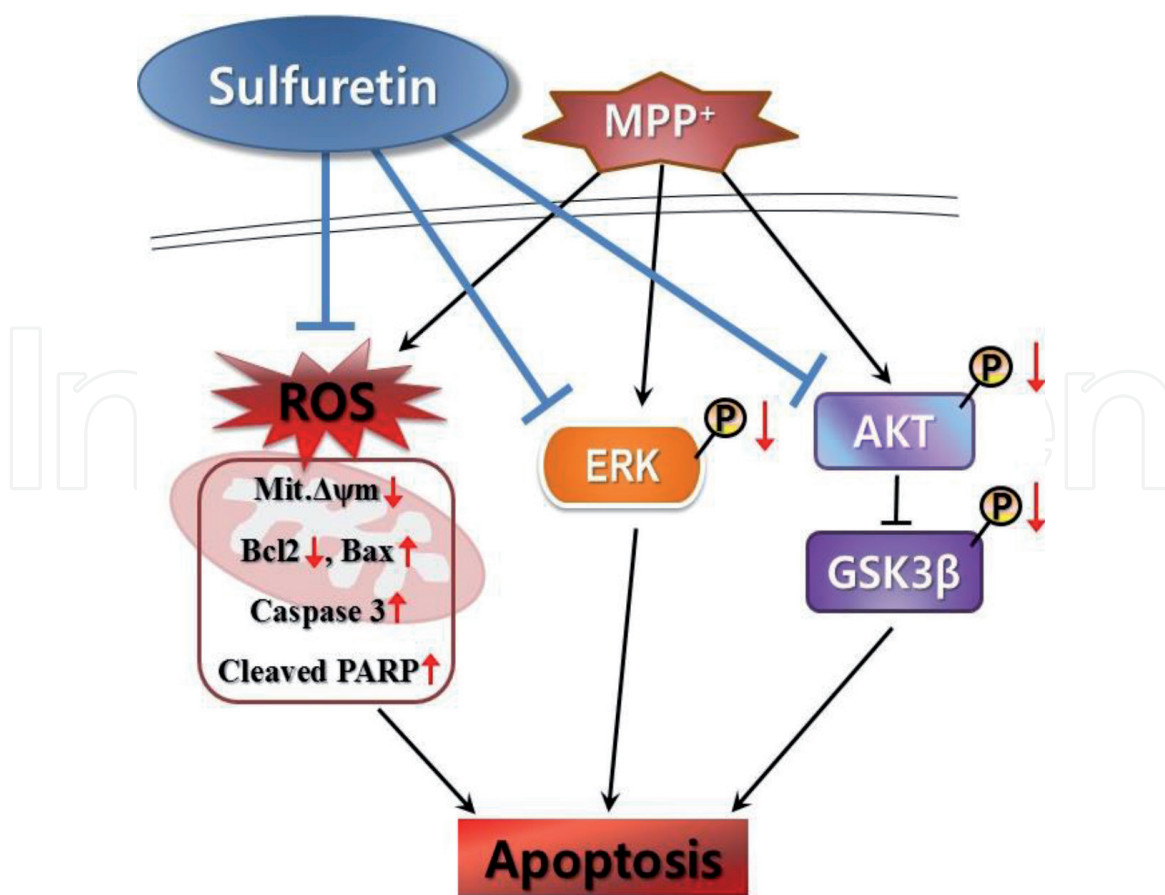 Sulfuretin
MPP⁺
ROS
Mit.Δψm↓
Bcl2↓, Bax↑
Caspase 3↑
Cleaved PARP↑
P↓
ERK
P↓
AKT
P↓
GSK3β
Apoptosis